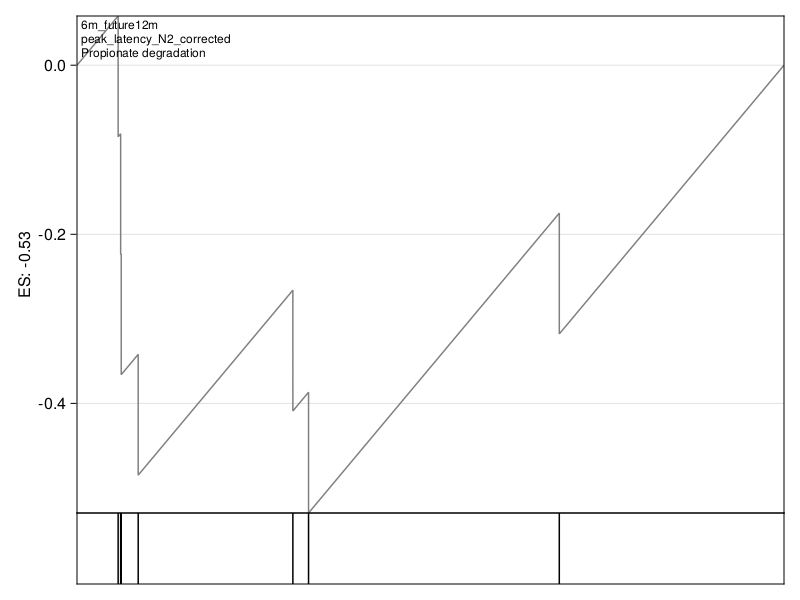 6m_future12m
peak_latency_N2_corrected
Propionate degradation
0.0
-0.2
-0.4
ES: -0.53